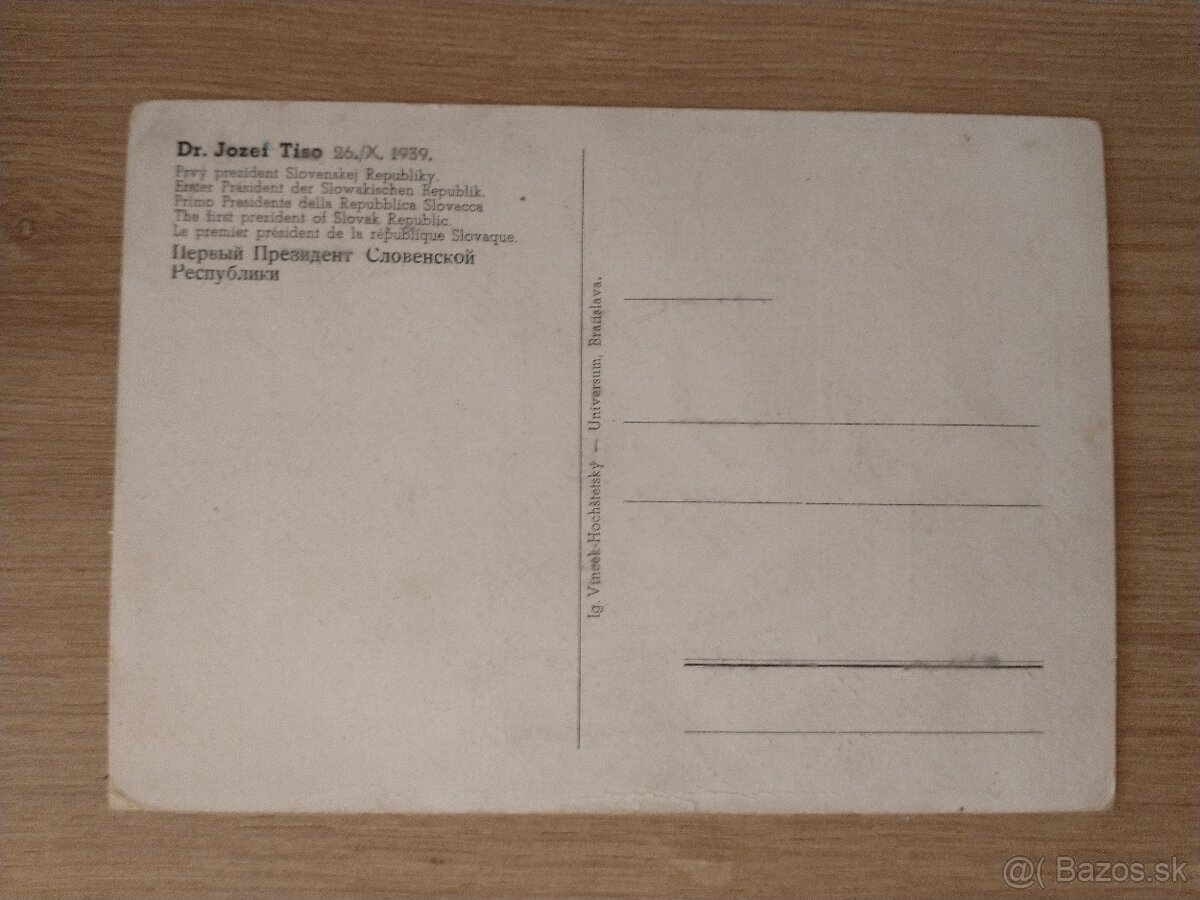 Dr. Jozef Tiso 26./X. 1939.
Prvý prezident Slovenskej Republiky.
Erster Präsident der Slowakischen Republik.
Primo Presidente della Repubblica Slovacca
The first prezident of Slovak Republic.
Le premier président de la république Slovaque.
Первый Президент Словенской
Республики
Ig. Vincek-Hochštetský — Universum, Bratislava.
@( Bazos.sk